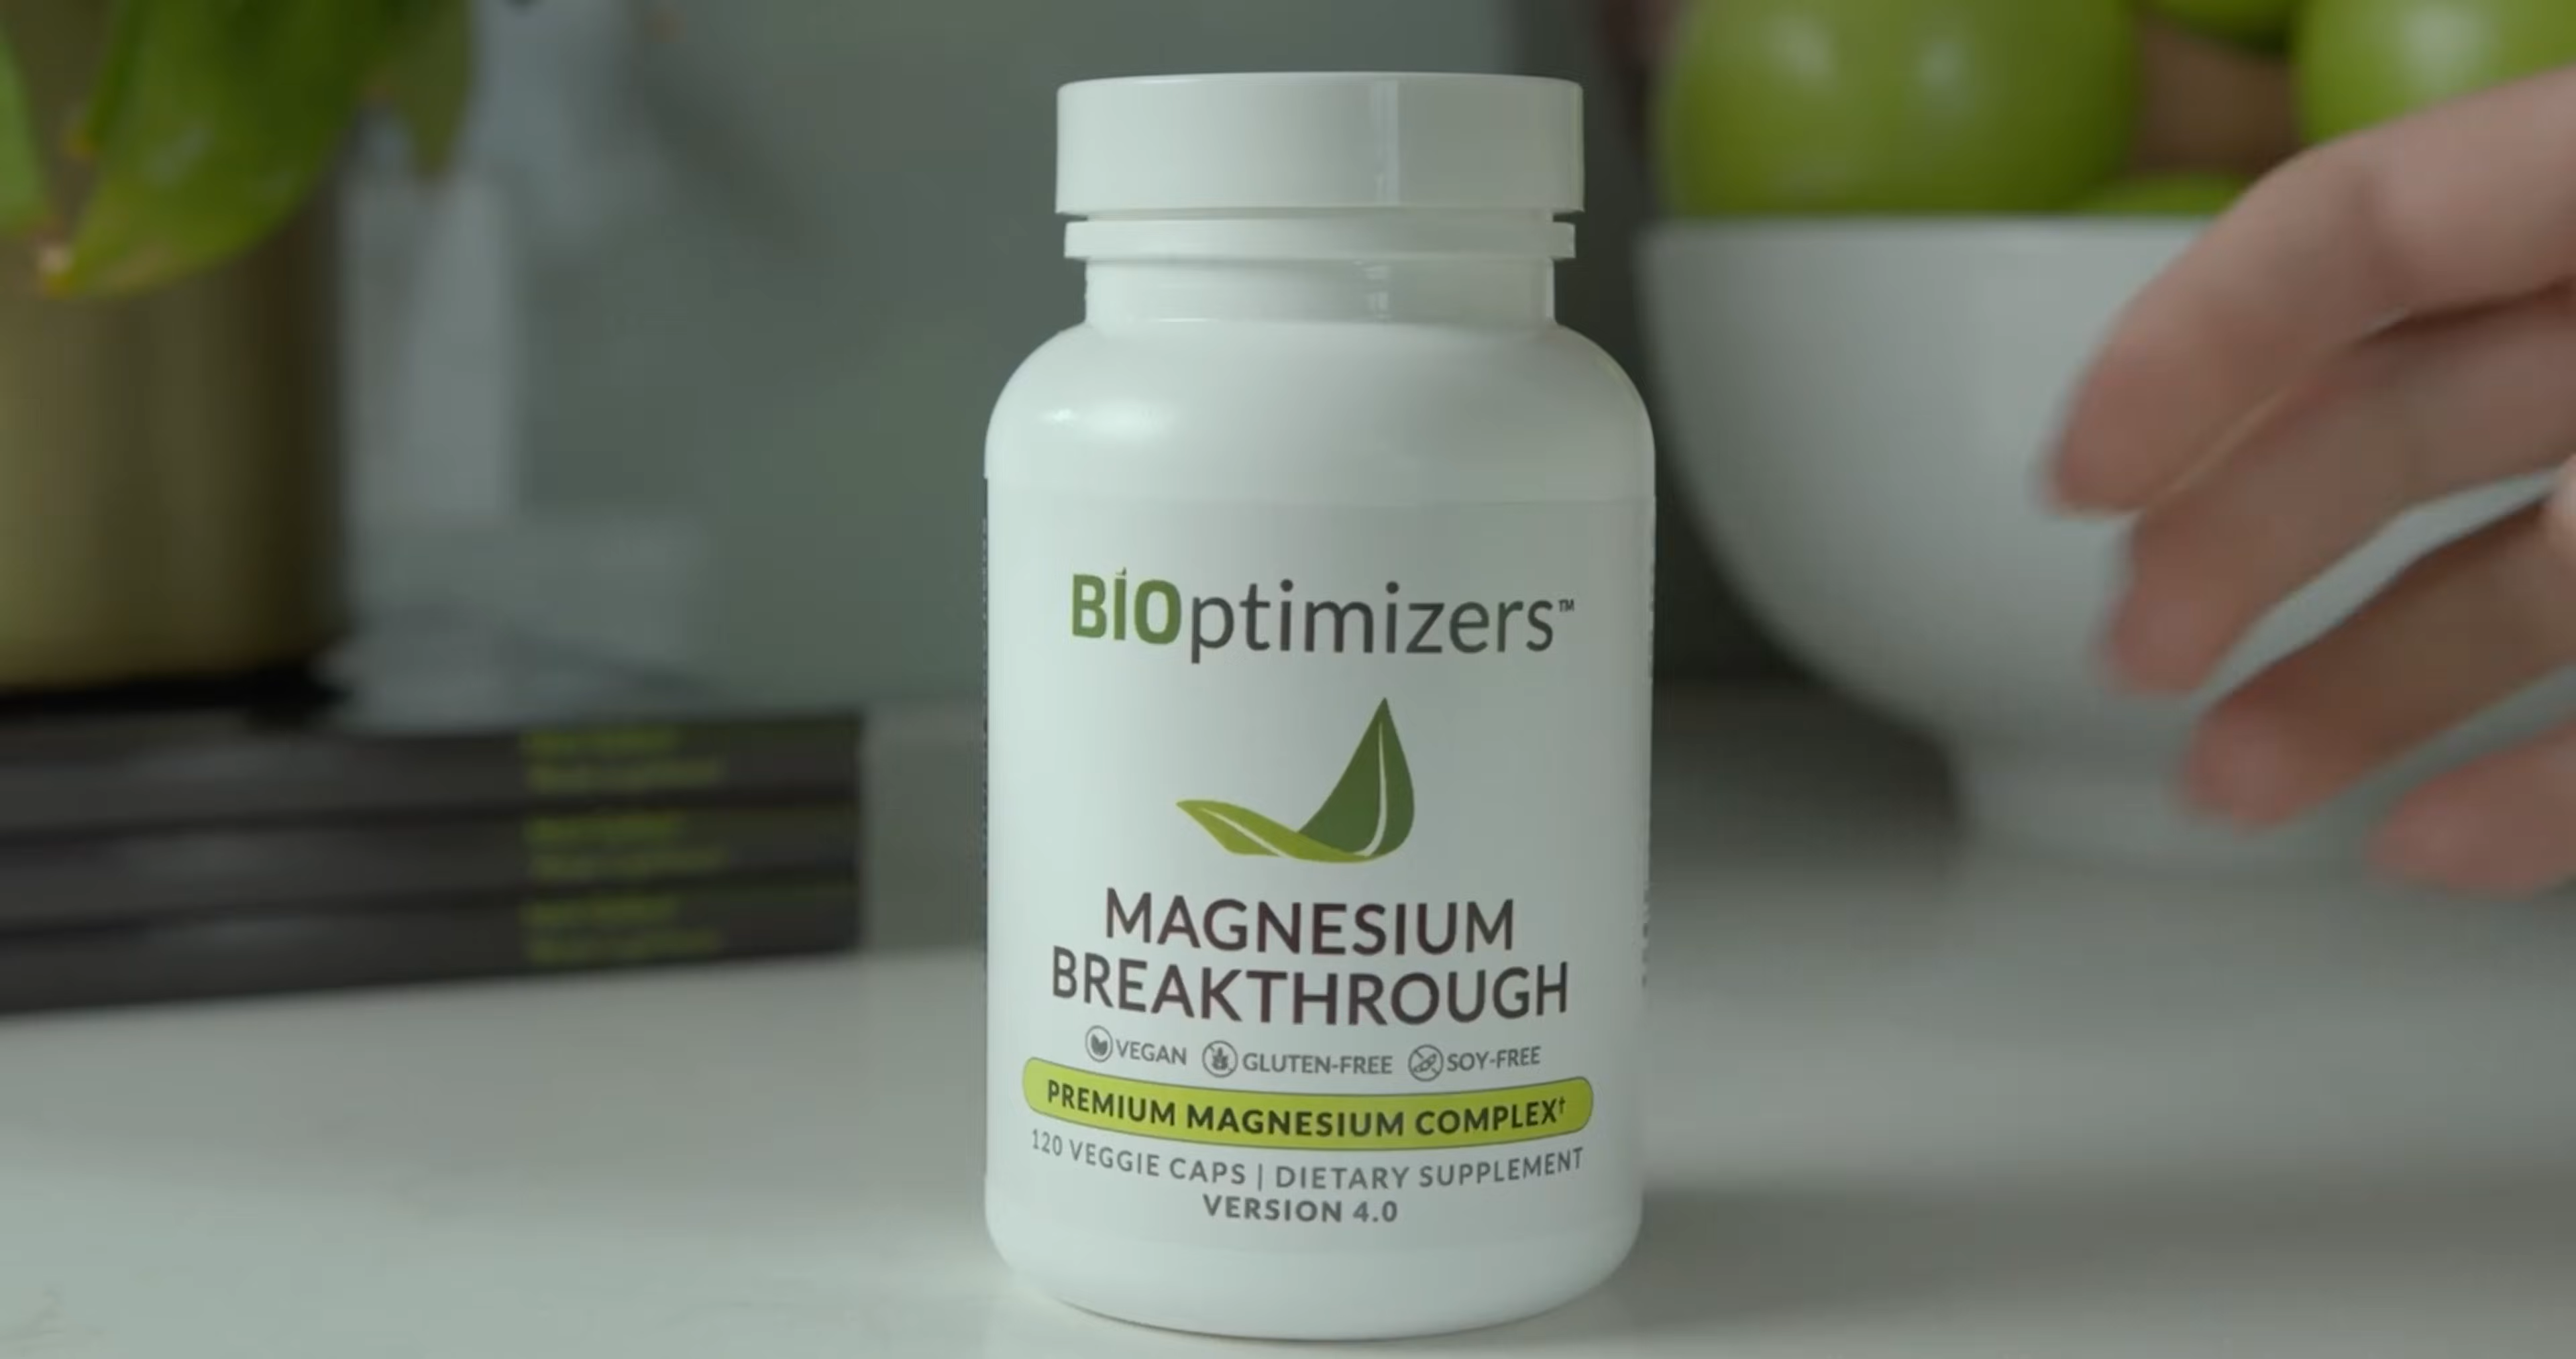 BIOptimizers™
MAGNESIUM
BREAKTHROUGH
VEGAN GLUTEN-FREE SOY-FREE
PREMIUM MAGNESIUM COMPLEX†
120 VEGGIE CAPS | DIETARY SUPPLEMENT
VERSION 4.0